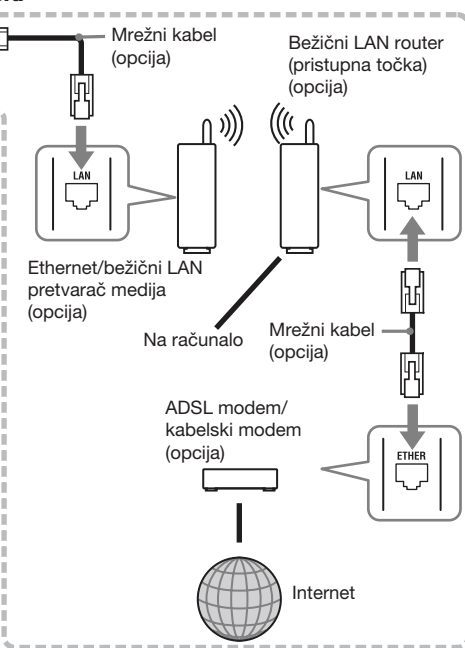 Mrežni kabel
(opcija)
Bežični LAN router
(pristupna točka)
(opcija)
LAN
LAN
Ethernet/bežični LAN
pretvarač medija
(opcija)
Na računalo
Mrežni kabel
(opcija)
ADSL modem/
kabelski modem
(opcija)
ETHER
Internet